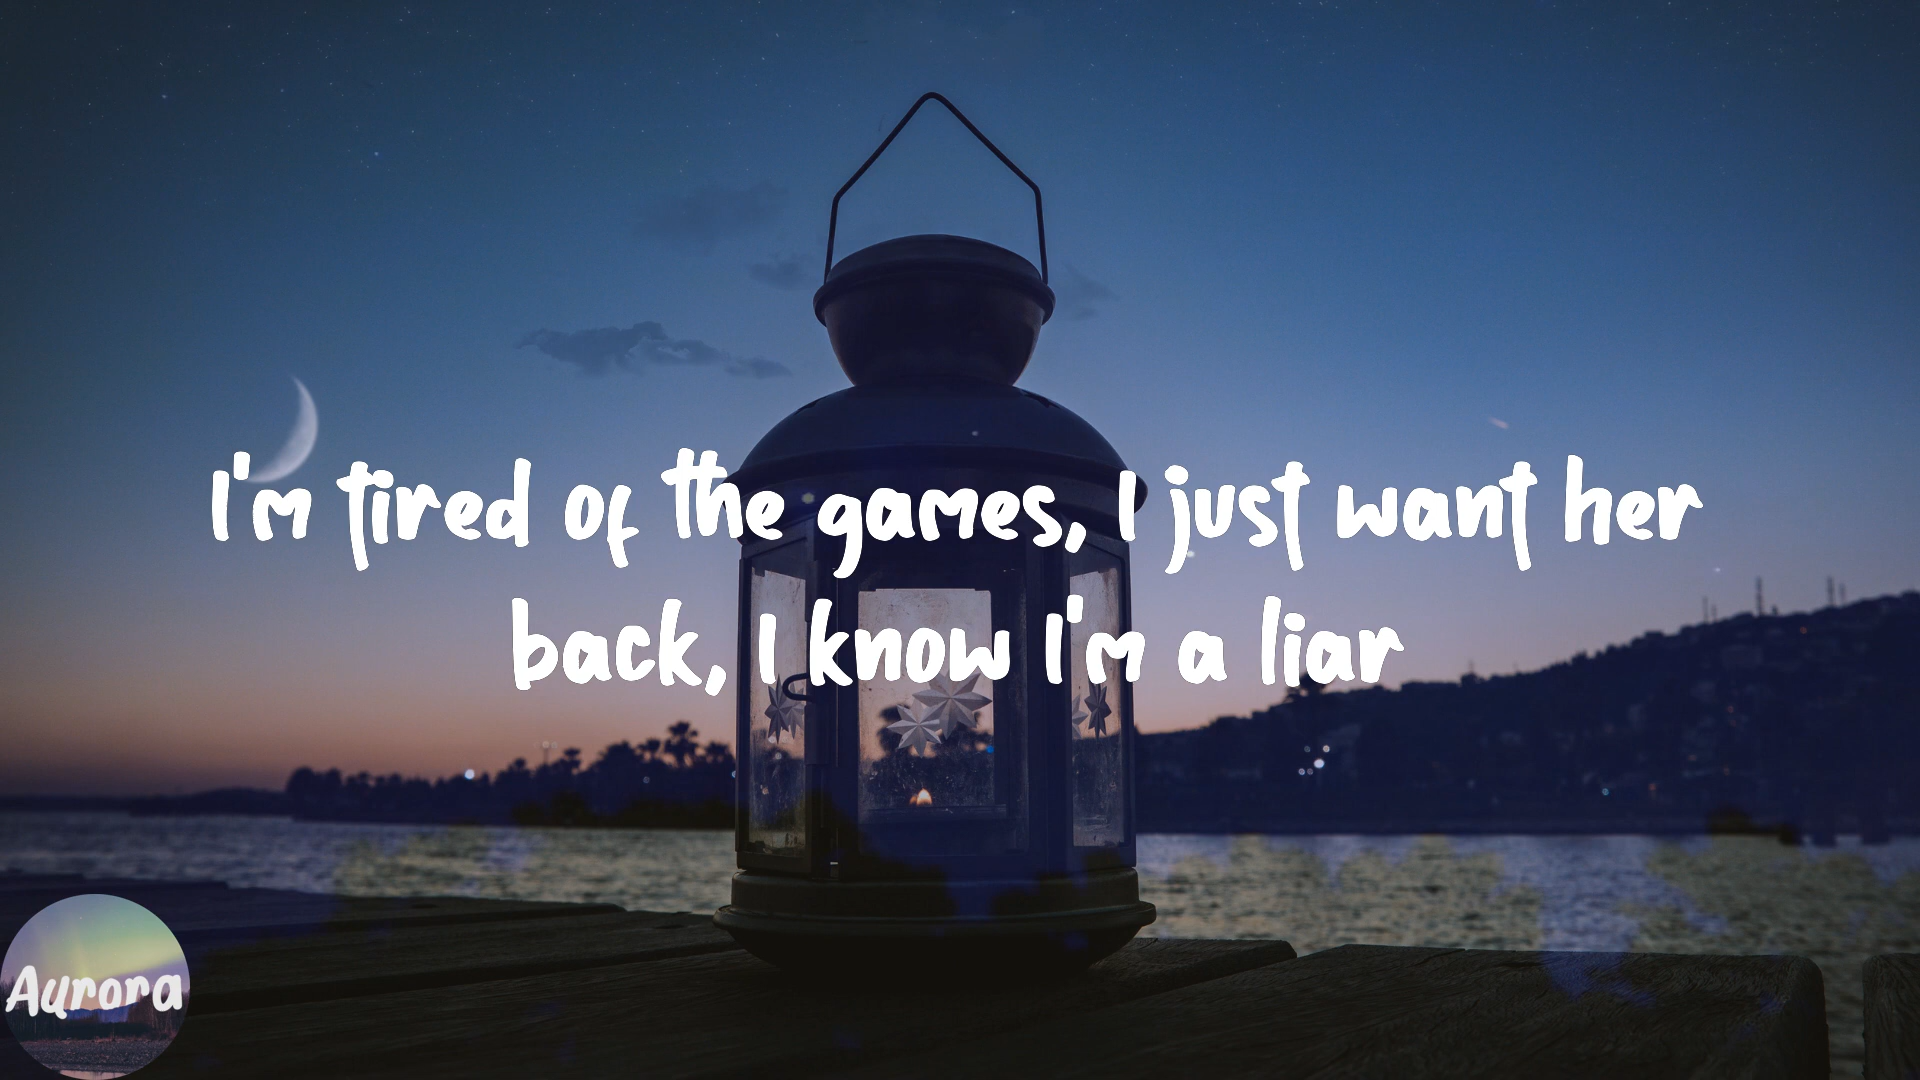 I'm tired of the games, I just want her
back, I know I'm a liar
Aurora